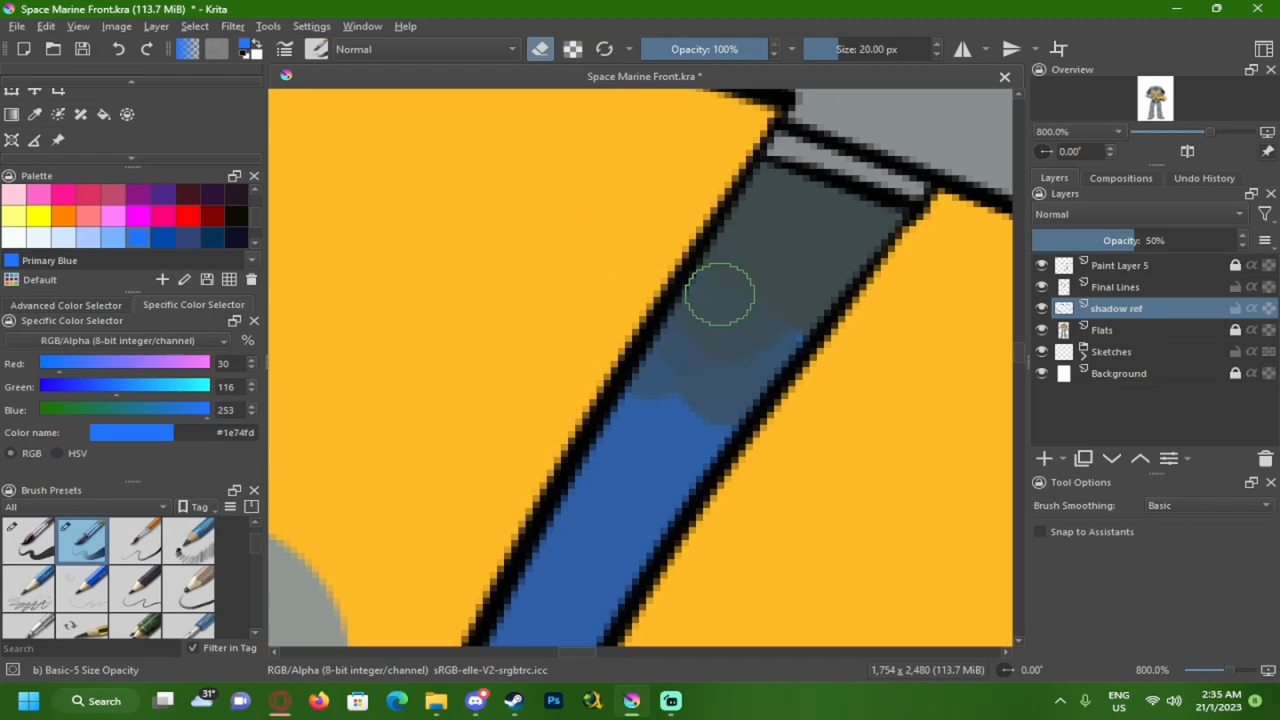 Space Marine Front.kra (113.7 MiB) * - Krita
File Edit View Image Layer Select Filter Tools Settings Window Help
Normal Opacity: 100% Size: 20.00 px
Space Marine Front.kra *
Overview
800.0%
0.00°
Layers Compositions Undo History
Layers
Normal
Opacity: 50%
Paint Layer 5
Final Lines
shadow ref
Flats
Sketches
Background
Tool Options
Brush Smoothing: Basic
Snap to Assistants
Palette
Primary Blue
Default
Advanced Color Selector Specific Color Selector
Specific Color Selector
RGB/Alpha (8-bit integer/channel) %
Red: 30
Green: 116
Blue: 253
Color name: #1e74fd
RGB HSV
Brush Presets
All Tag
Search Filter in Tag
b) Basic-5 Size Opacity RGB/Alpha (8-bit integer/channel) sRGB-elle-V2-srgbtrc.icc 1,754 x 2,480 (113.7 MiB) 0.00° 800.0%
Search 31° Ps ENG US 2:35 AM 21/1/2023 8